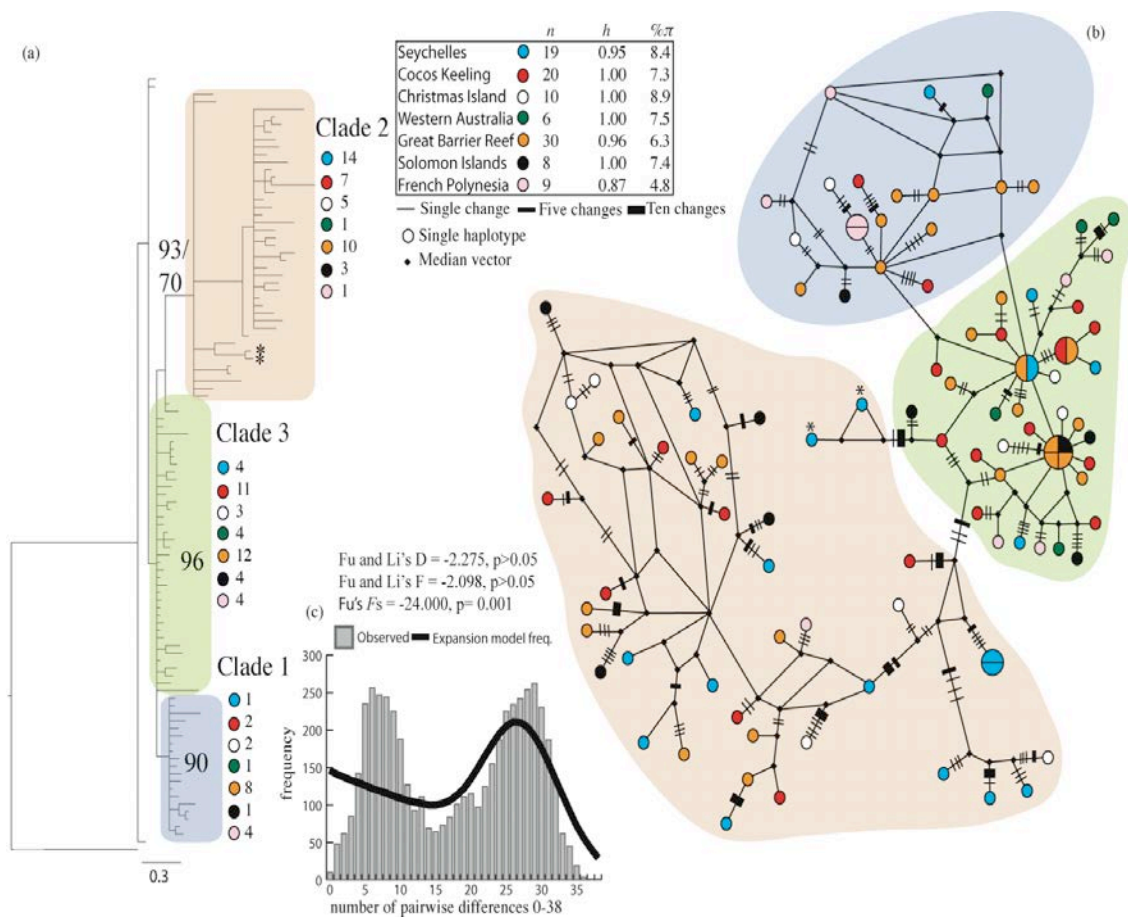 (a)
93/
70
96
90
0.3
Clade 2
14
7
5
1
10
3
1
Clade 3
4
11
3
4
12
4
4
Clade 1
1
2
2
1
8
1
4
n h %π
Seychelles 19 0.95 8.4
Cocos Keeling 20 1.00 7.3
Christmas Island 10 1.00 8.9
Western Australia 6 1.00 7.5
Great Barrier Reef 30 0.96 6.3
Solomon Islands 8 1.00 7.4
French Polynesia 9 0.87 4.8
Single change Five changes Ten changes
Single haplotype
Median vector
(b)
Fu and Li's D = -2.275, p>0.05
Fu and Li's F = -2.098, p>0.05
Fu's Fs = -24.000, p= 0.001
(c)
Observed Expansion model freq.
300
250
200
150
100
50
0
frequency
0 5 10 15 20 25 30 35
number of pairwise differences 0-38